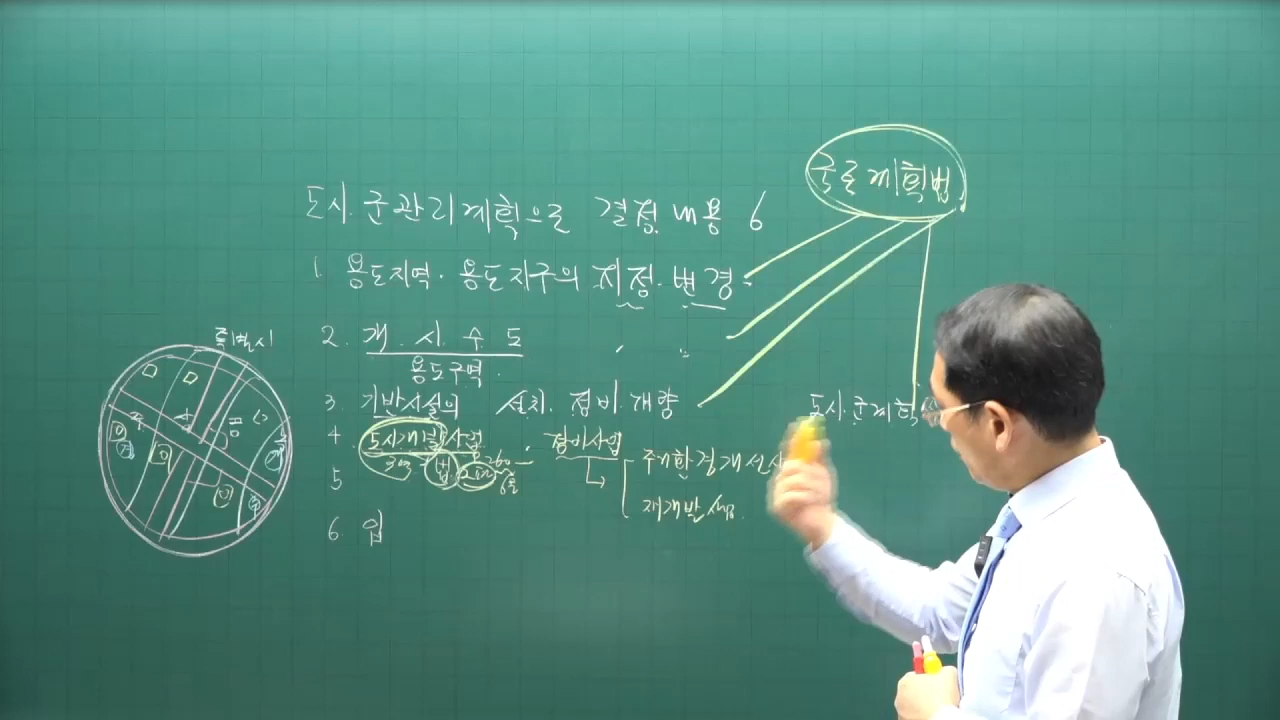 국토계획법
도시.군관리계획으로 결정 내용 6
1. 용도지역.용도지구의 지정.변경
특별시
2. 개.시.수.도 〃 〃
용도구역.
3. 기반시설의 설치.정비.개량
도시.군계획
4 도시개발사업. 정비사업
5
법
주거환경개선사
재개발사업.
6. 입